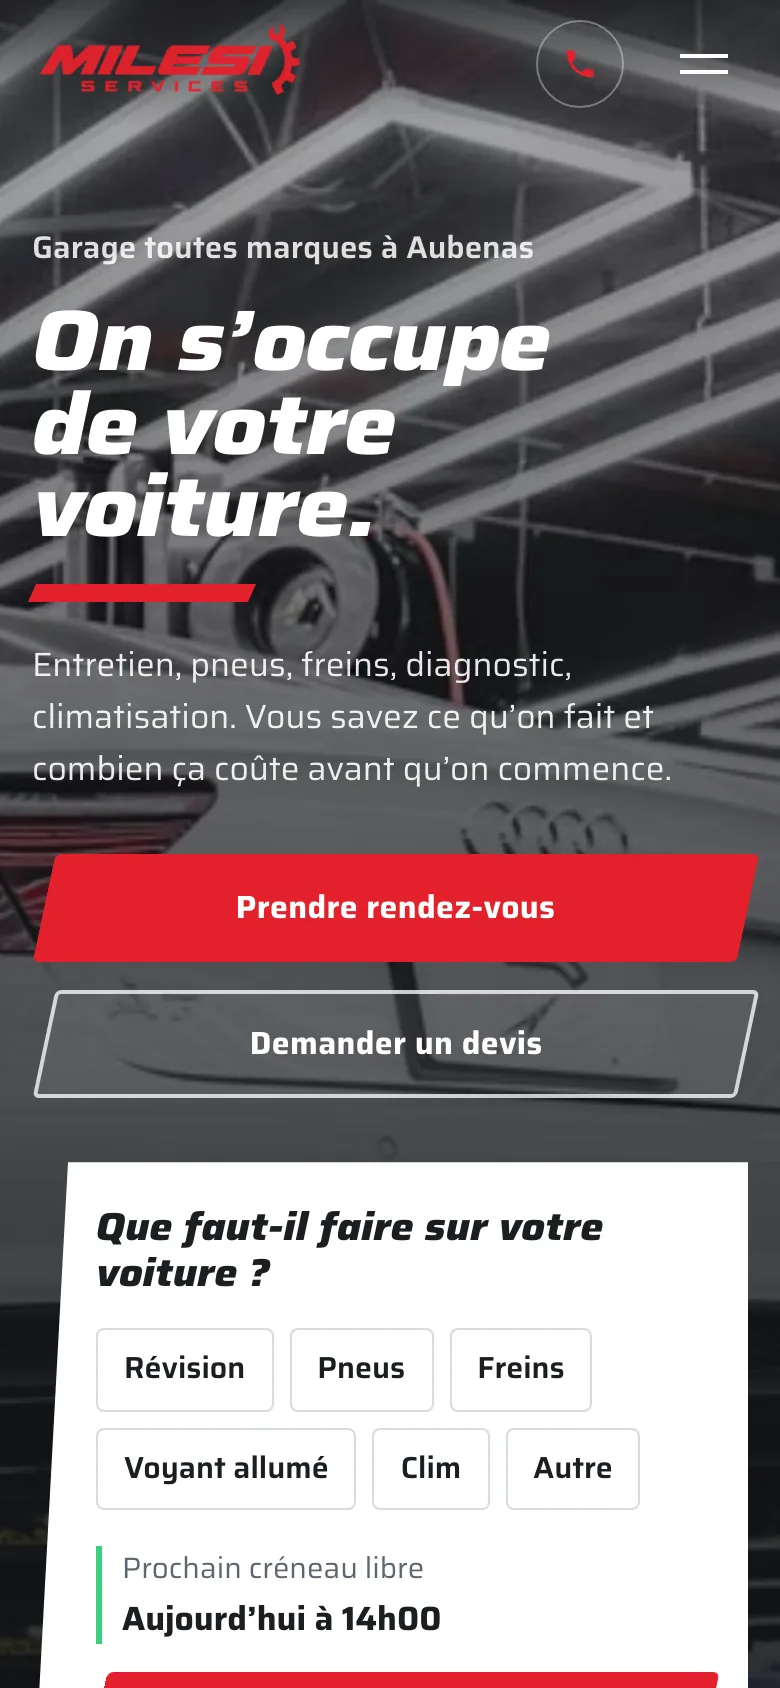 MILESI
SERVICES
Garage toutes marques à Aubenas
On s’occupe
de votre
voiture.
Entretien, pneus, freins, diagnostic,
climatisation. Vous savez ce qu’on fait et
combien ça coûte avant qu’on commence.
Prendre rendez-vous
Demander un devis
Que faut-il faire sur votre
voiture ?
Révision Pneus Freins
Voyant allumé Clim Autre
Prochain créneau libre
Aujourd’hui à 14h00